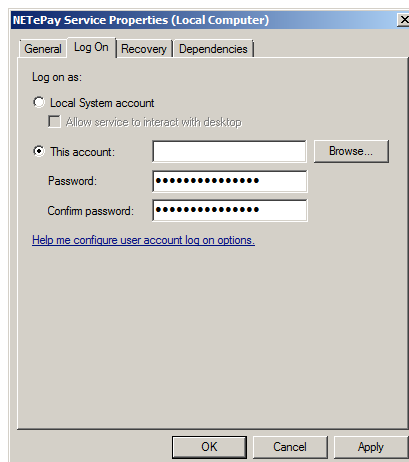 NETePay Service Properties (Local Computer)
General Log On Recovery Dependencies
Log on as:
Local System account
Allow service to interact with desktop
This account: Browse...
Password: •••••••••••••••
Confirm password: •••••••••••••••
Help me configure user account log on options.
OK Cancel Apply